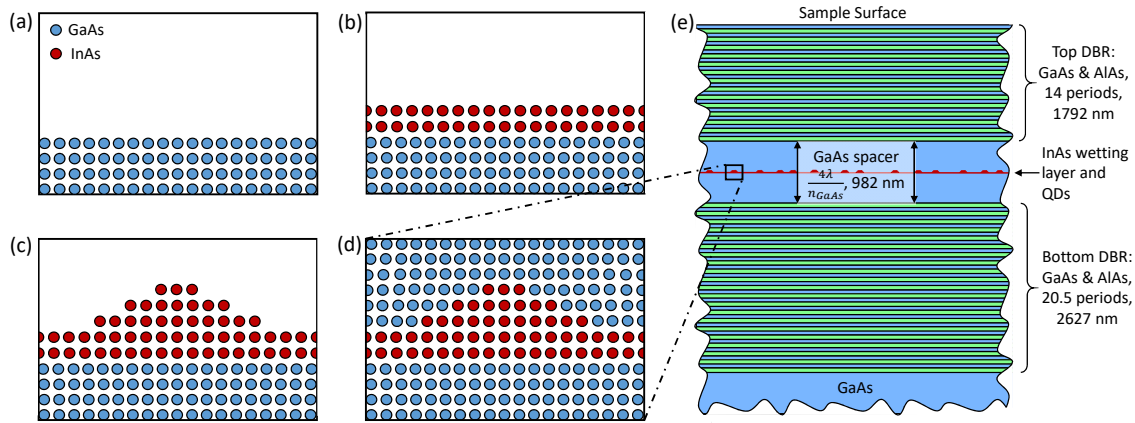 (a)
GaAs
InAs
(b)
(c)
(d)
(e)
Sample Surface
Top DBR:
GaAs & AlAs,
14 periods,
1792 nm
GaAs spacer
4λ/n_GaAs, 982 nm
InAs wetting
layer and
QDs
Bottom DBR:
GaAs & AlAs,
20.5 periods,
2627 nm
GaAs